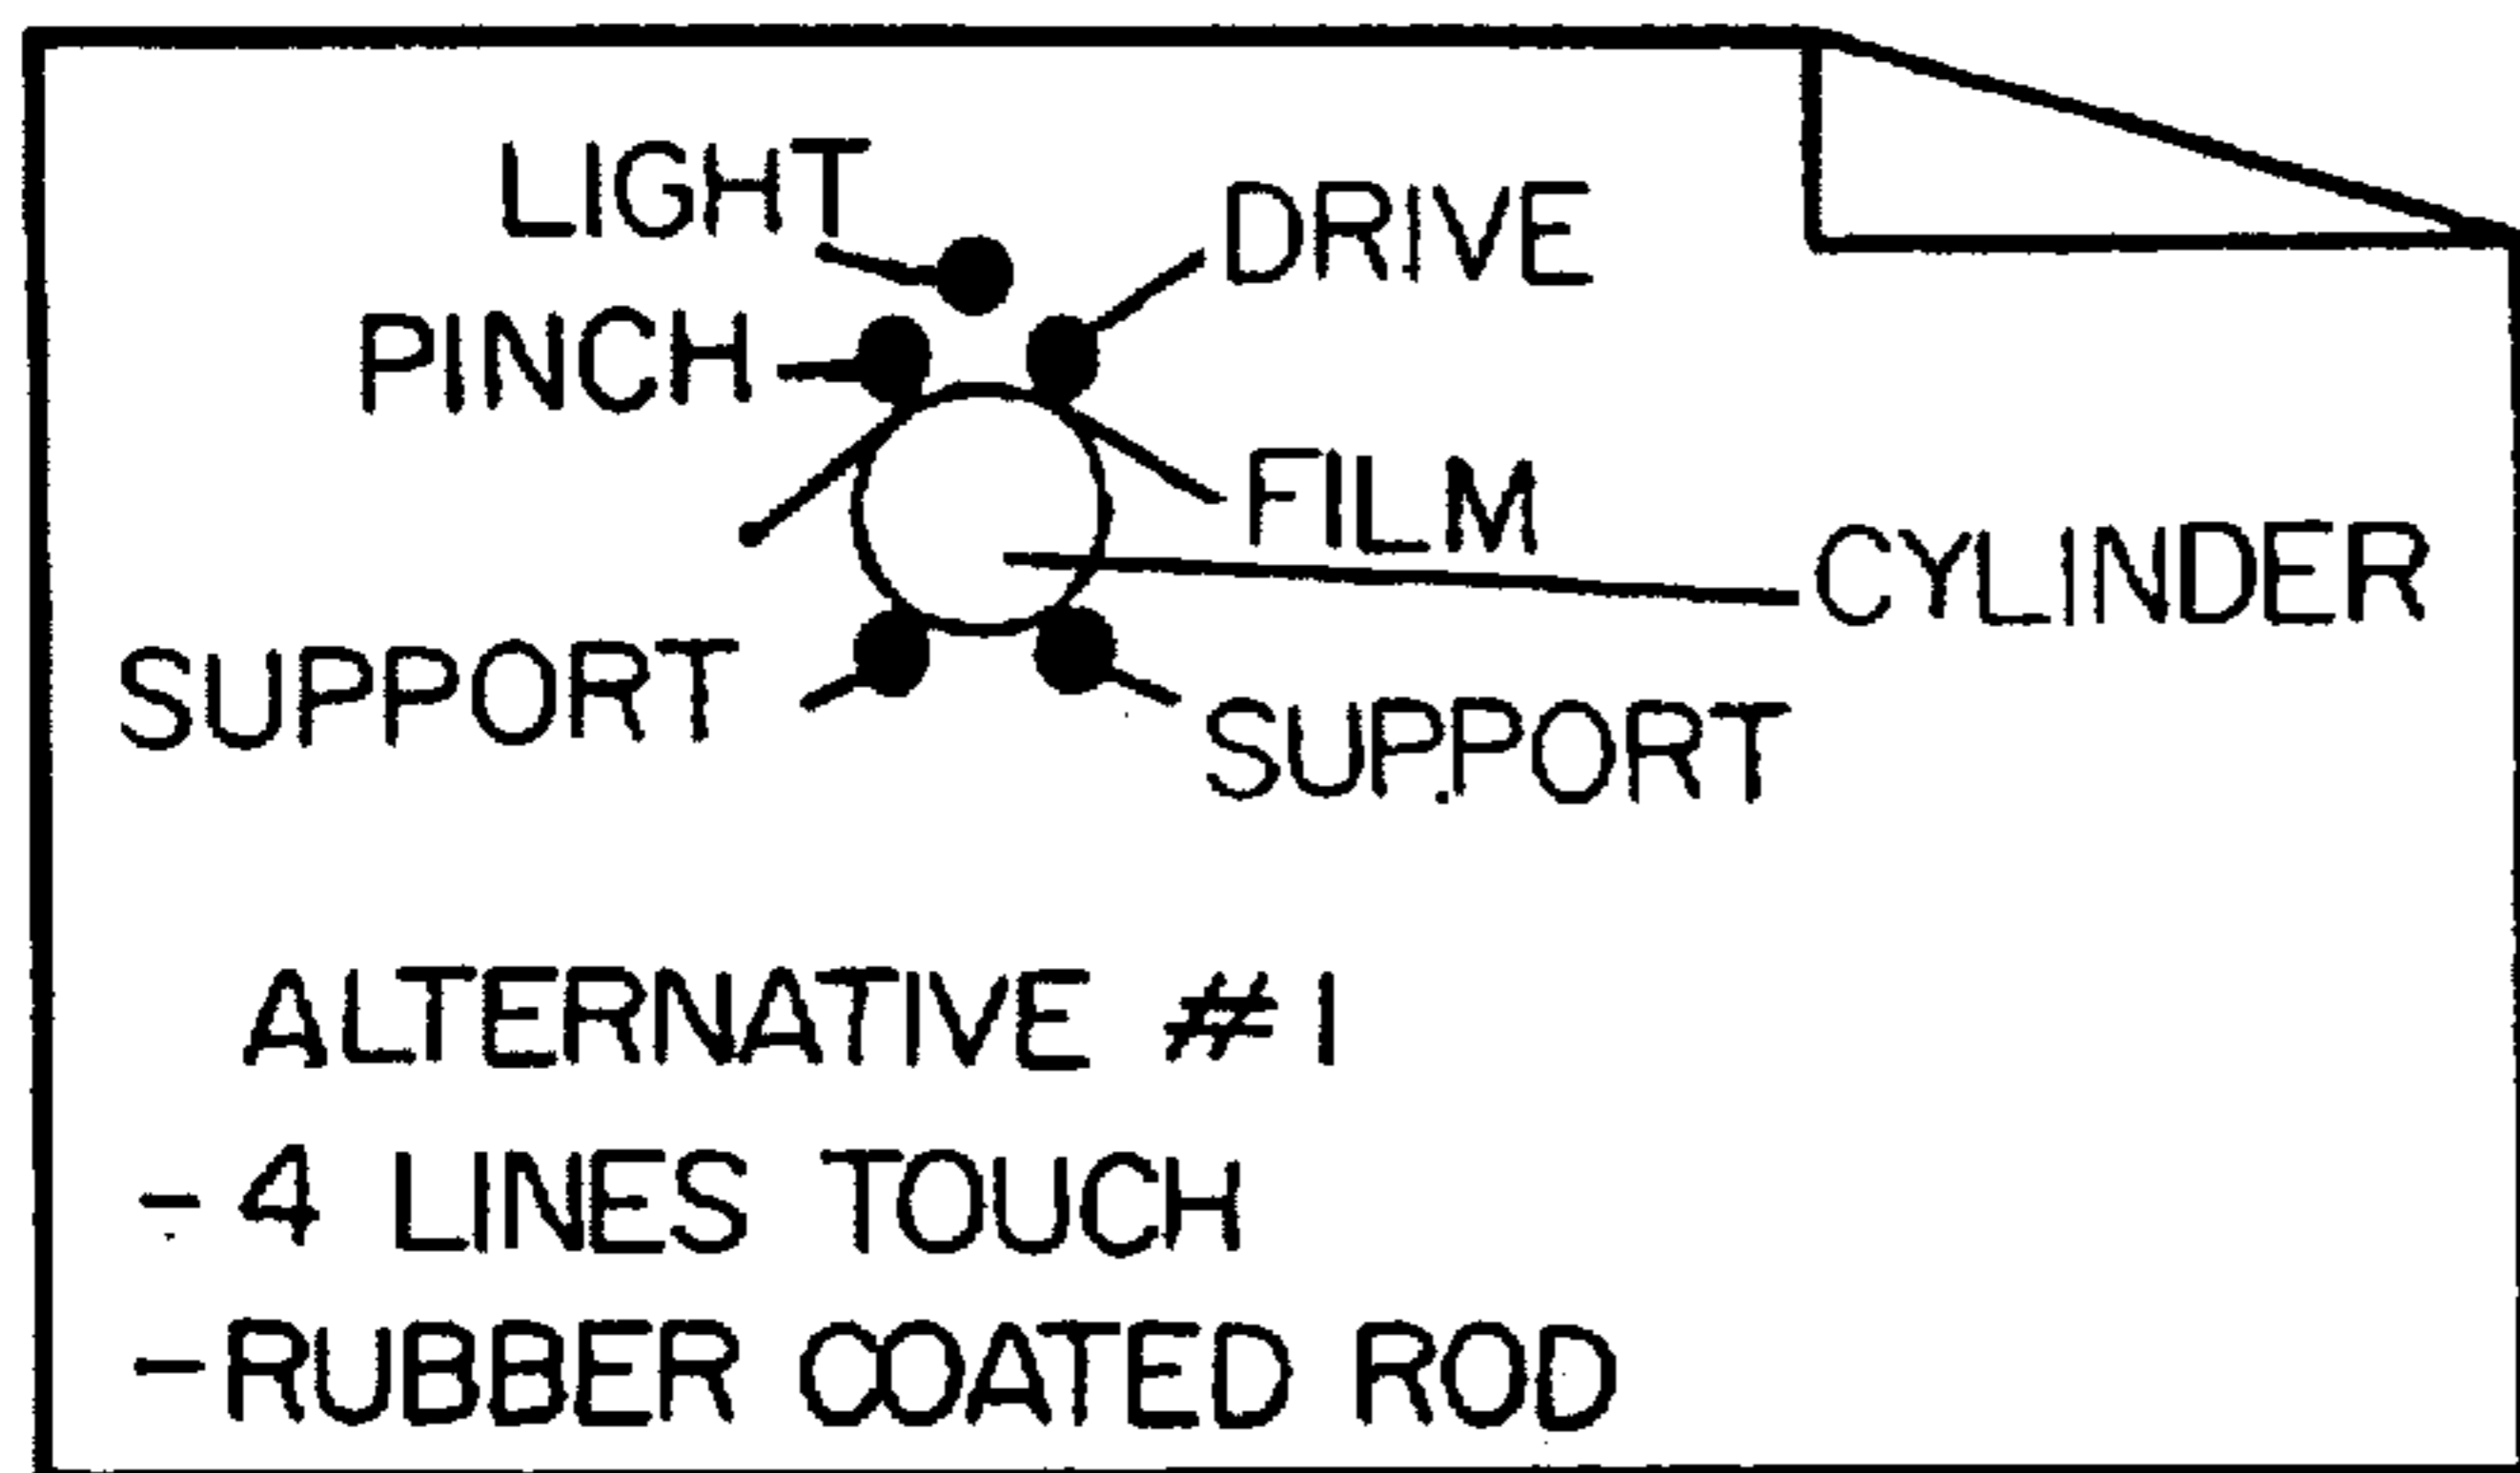 LIGHT
DRIVE
PINCH
FILM
CYLINDER
SUPPORT
SUPPORT
ALTERNATIVE # 1
- 4 LINES TOUCH
- RUBBER COATED ROD